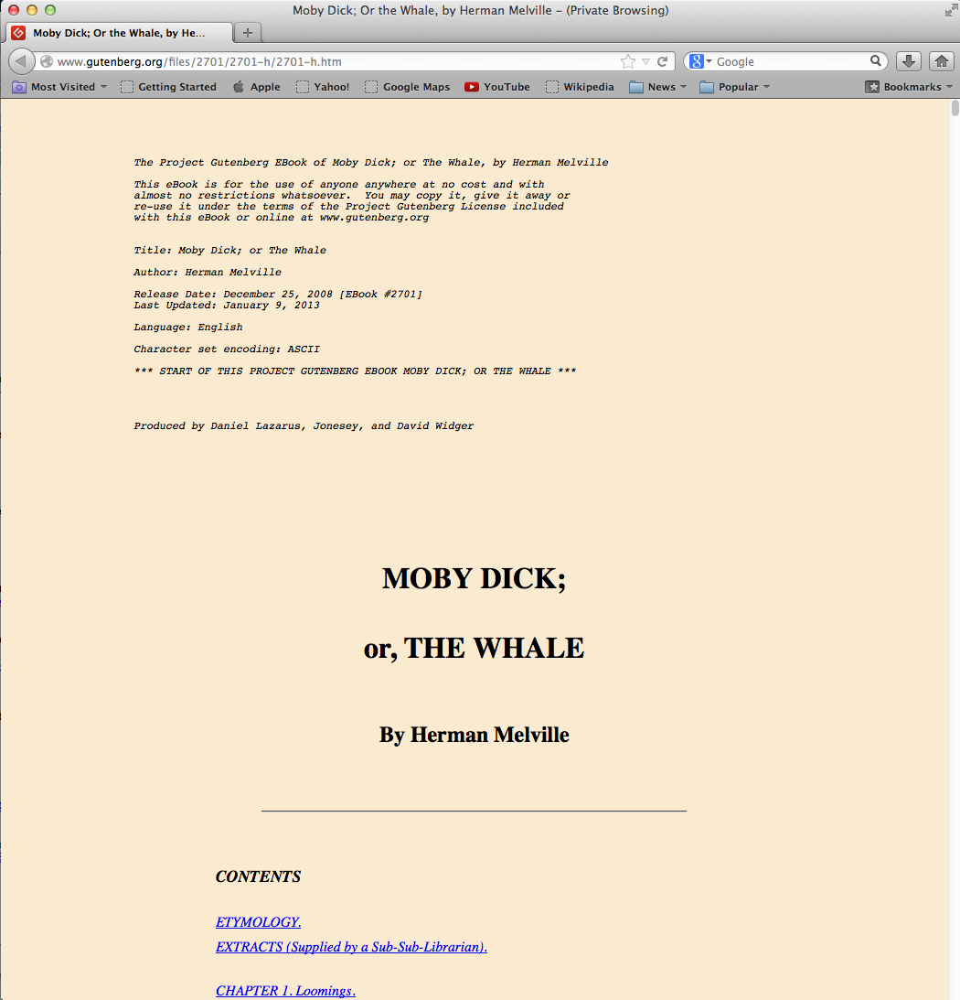 Moby Dick; Or the Whale, by Herman Melville – (Private Browsing)
Moby Dick; Or the Whale, by He...
www.gutenberg.org/files/2701/2701-h/2701-h.htm
Google
Most Visited Getting Started Apple Yahoo! Google Maps YouTube Wikipedia News Popular Bookmarks
The Project Gutenberg EBook of Moby Dick; or The Whale, by Herman Melville
This eBook is for the use of anyone anywhere at no cost and with
almost no restrictions whatsoever.  You may copy it, give it away or
re-use it under the terms of the Project Gutenberg License included
with this eBook or online at www.gutenberg.org
Title: Moby Dick; or The Whale
Author: Herman Melville
Release Date: December 25, 2008 [EBook #2701]
Last Updated: January 9, 2013
Language: English
Character set encoding: ASCII
*** START OF THIS PROJECT GUTENBERG EBOOK MOBY DICK; OR THE WHALE ***
Produced by Daniel Lazarus, Jonesey, and David Widger
MOBY DICK;
or, THE WHALE
By Herman Melville
CONTENTS
ETYMOLOGY.
EXTRACTS (Supplied by a Sub-Sub-Librarian).
CHAPTER 1. Loomings.